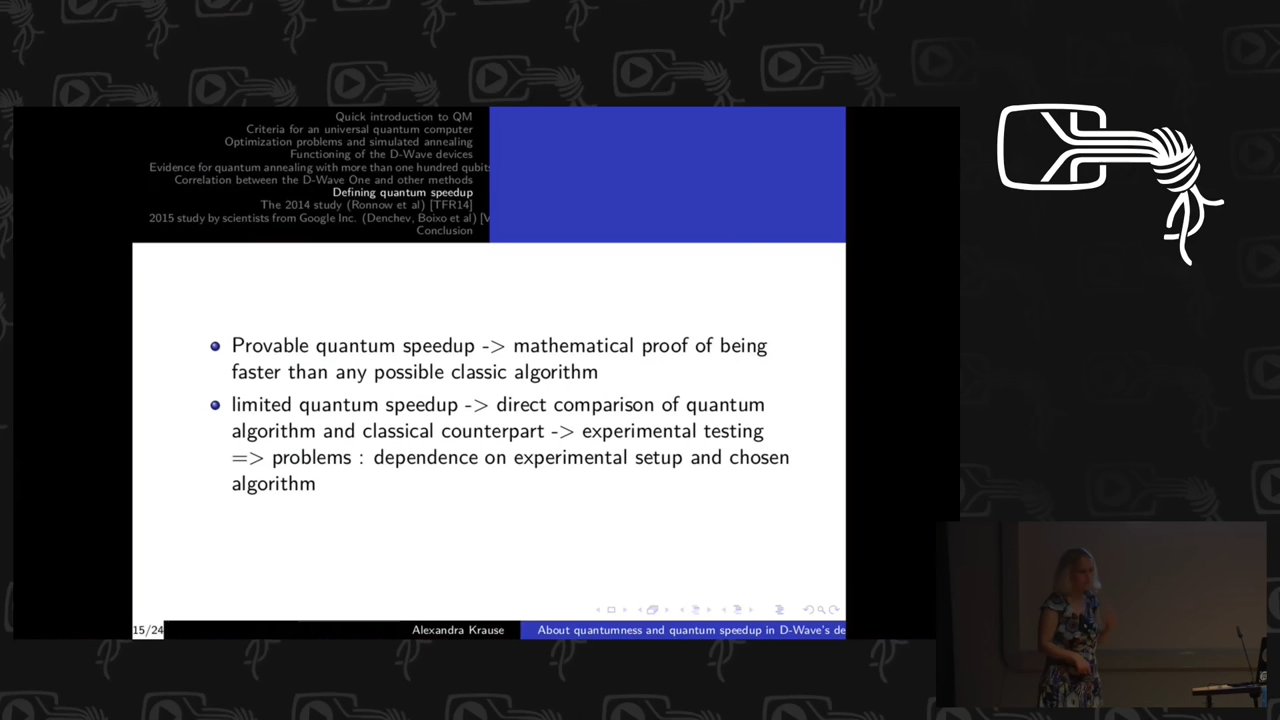 Quick introduction to QM
Criteria for an universal quantum computer
Optimization problems and simulated annealing
Functioning of the D-Wave devices
Evidence for quantum annealing with more than one hundred qubits
Correlation between the D-Wave One and other methods
Defining quantum speedup
The 2014 study (Ronnow et al) [TFR14]
2015 study by scientists from Google Inc. (Denchev, Boixo et al) [V
Conclusion
Provable quantum speedup -> mathematical proof of being
faster than any possible classic algorithm
limited quantum speedup -> direct comparison of quantum
algorithm and classical counterpart -> experimental testing
=> problems : dependence on experimental setup and chosen
algorithm
15/24 Alexandra Krause About quantumness and quantum speedup in D-Wave's de